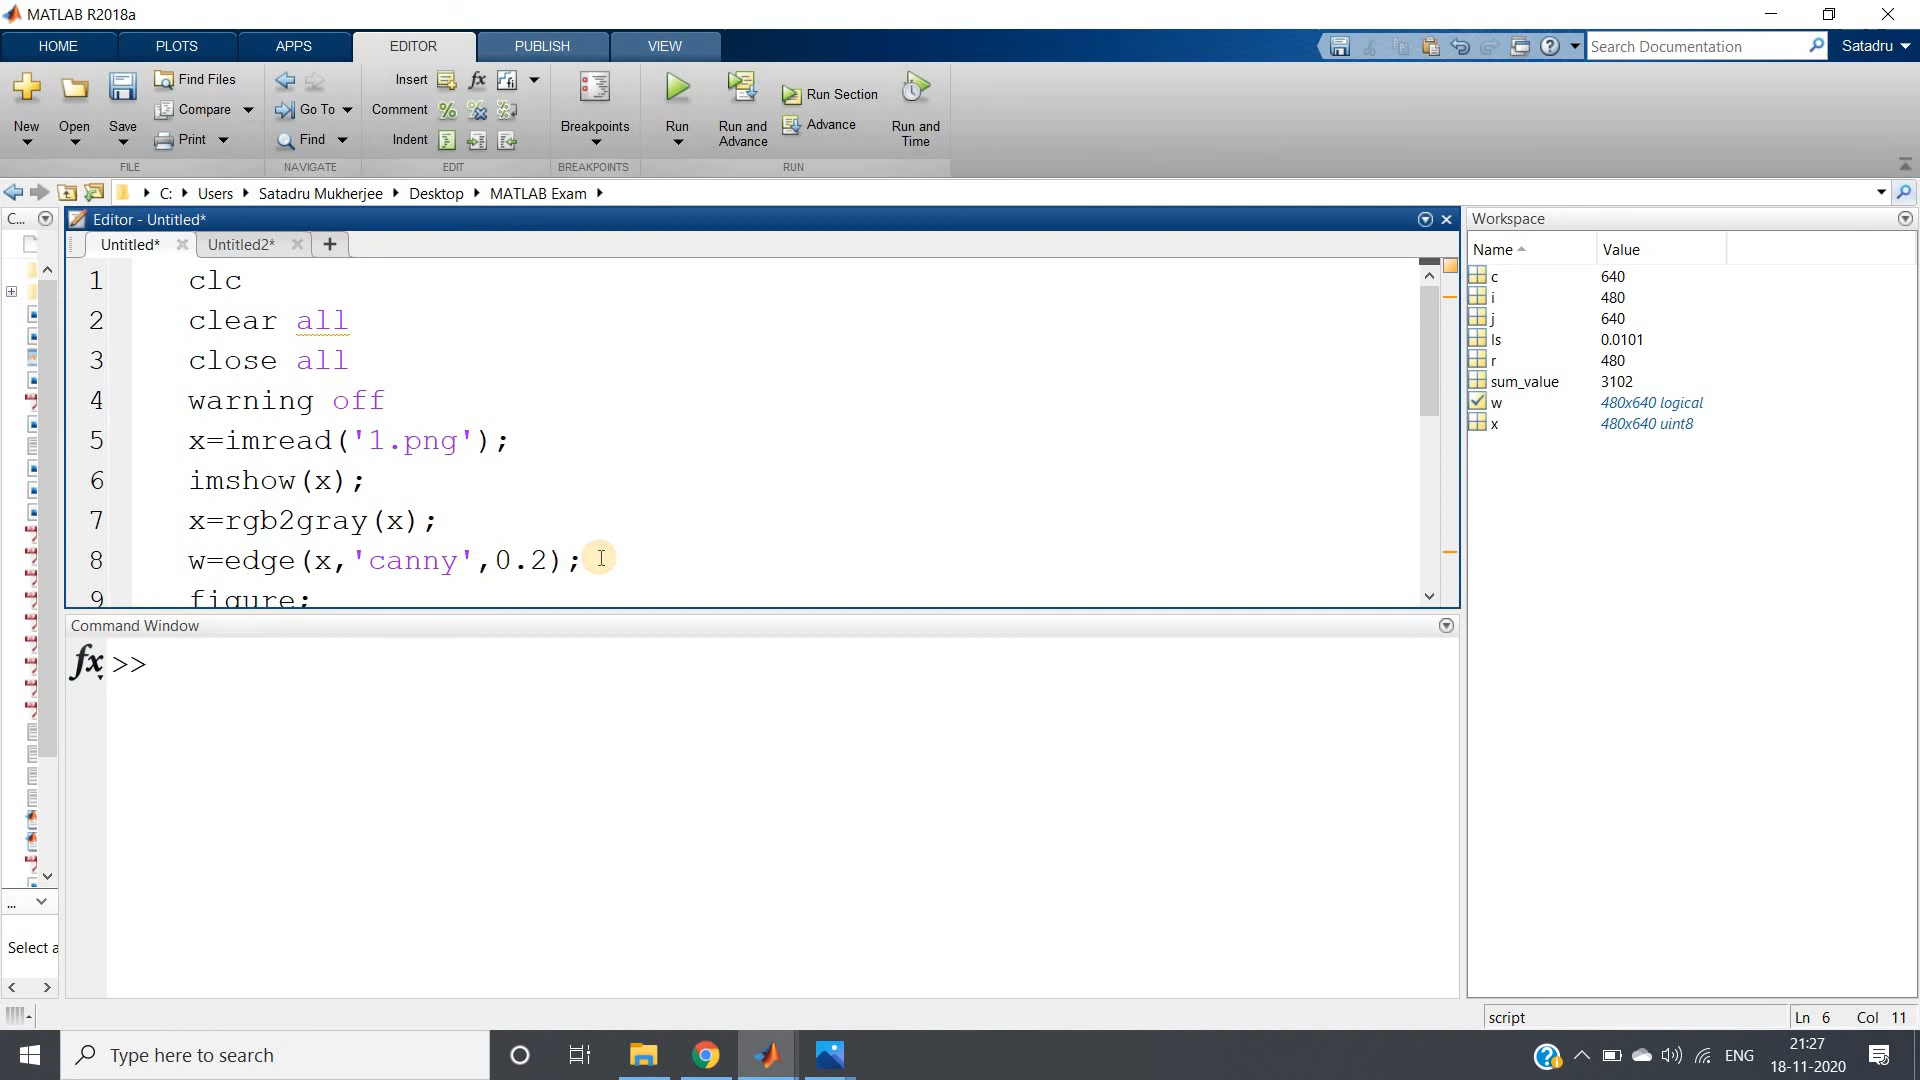 MATLAB R2018a
HOME PLOTS APPS EDITOR PUBLISH VIEW Search Documentation Satadru
Find Files Insert fx
Compare Go To Comment Run Section
Print Find Indent Advance
New Open Save Breakpoints Run Run and Advance Run and Time
FILE NAVIGATE EDIT BREAKPOINTS RUN
C: Users Satadru Mukherjee Desktop MATLAB Exam
C... Editor - Untitled* Workspace
Untitled* Untitled2* +
Name Value
1 clc
2 clear all
3 close all
4 warning off
5 x=imread('1.png');
6 imshow(x);
7 x=rgb2gray(x);
8 w=edge(x,'canny',0.2);
9 figure;
c 640
i 480
j 640
ls 0.0101
r 480
sum_value 3102
w 480x640 logical
x 480x640 uint8
Command Window
fx >>
...
Select a
script Ln 6 Col 11
Type here to search
ENG 21:27
18-11-2020